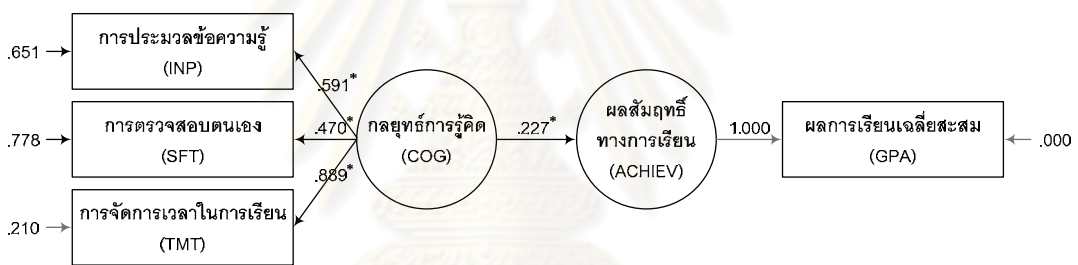 .651
การประมวลข้อความรู้
(INP)
.591*
.778
การตรวจสอบตนเอง
(SFT)
.470*
.210
การจัดการเวลาในการเรียน
(TMT)
.889*
กลยุทธ์การรู้คิด
(COG)
.227*
ผลสัมฤทธิ์
ทางการเรียน
(ACHIEV)
1.000
ผลการเรียนเฉลี่ยสะสม
(GPA)
.000